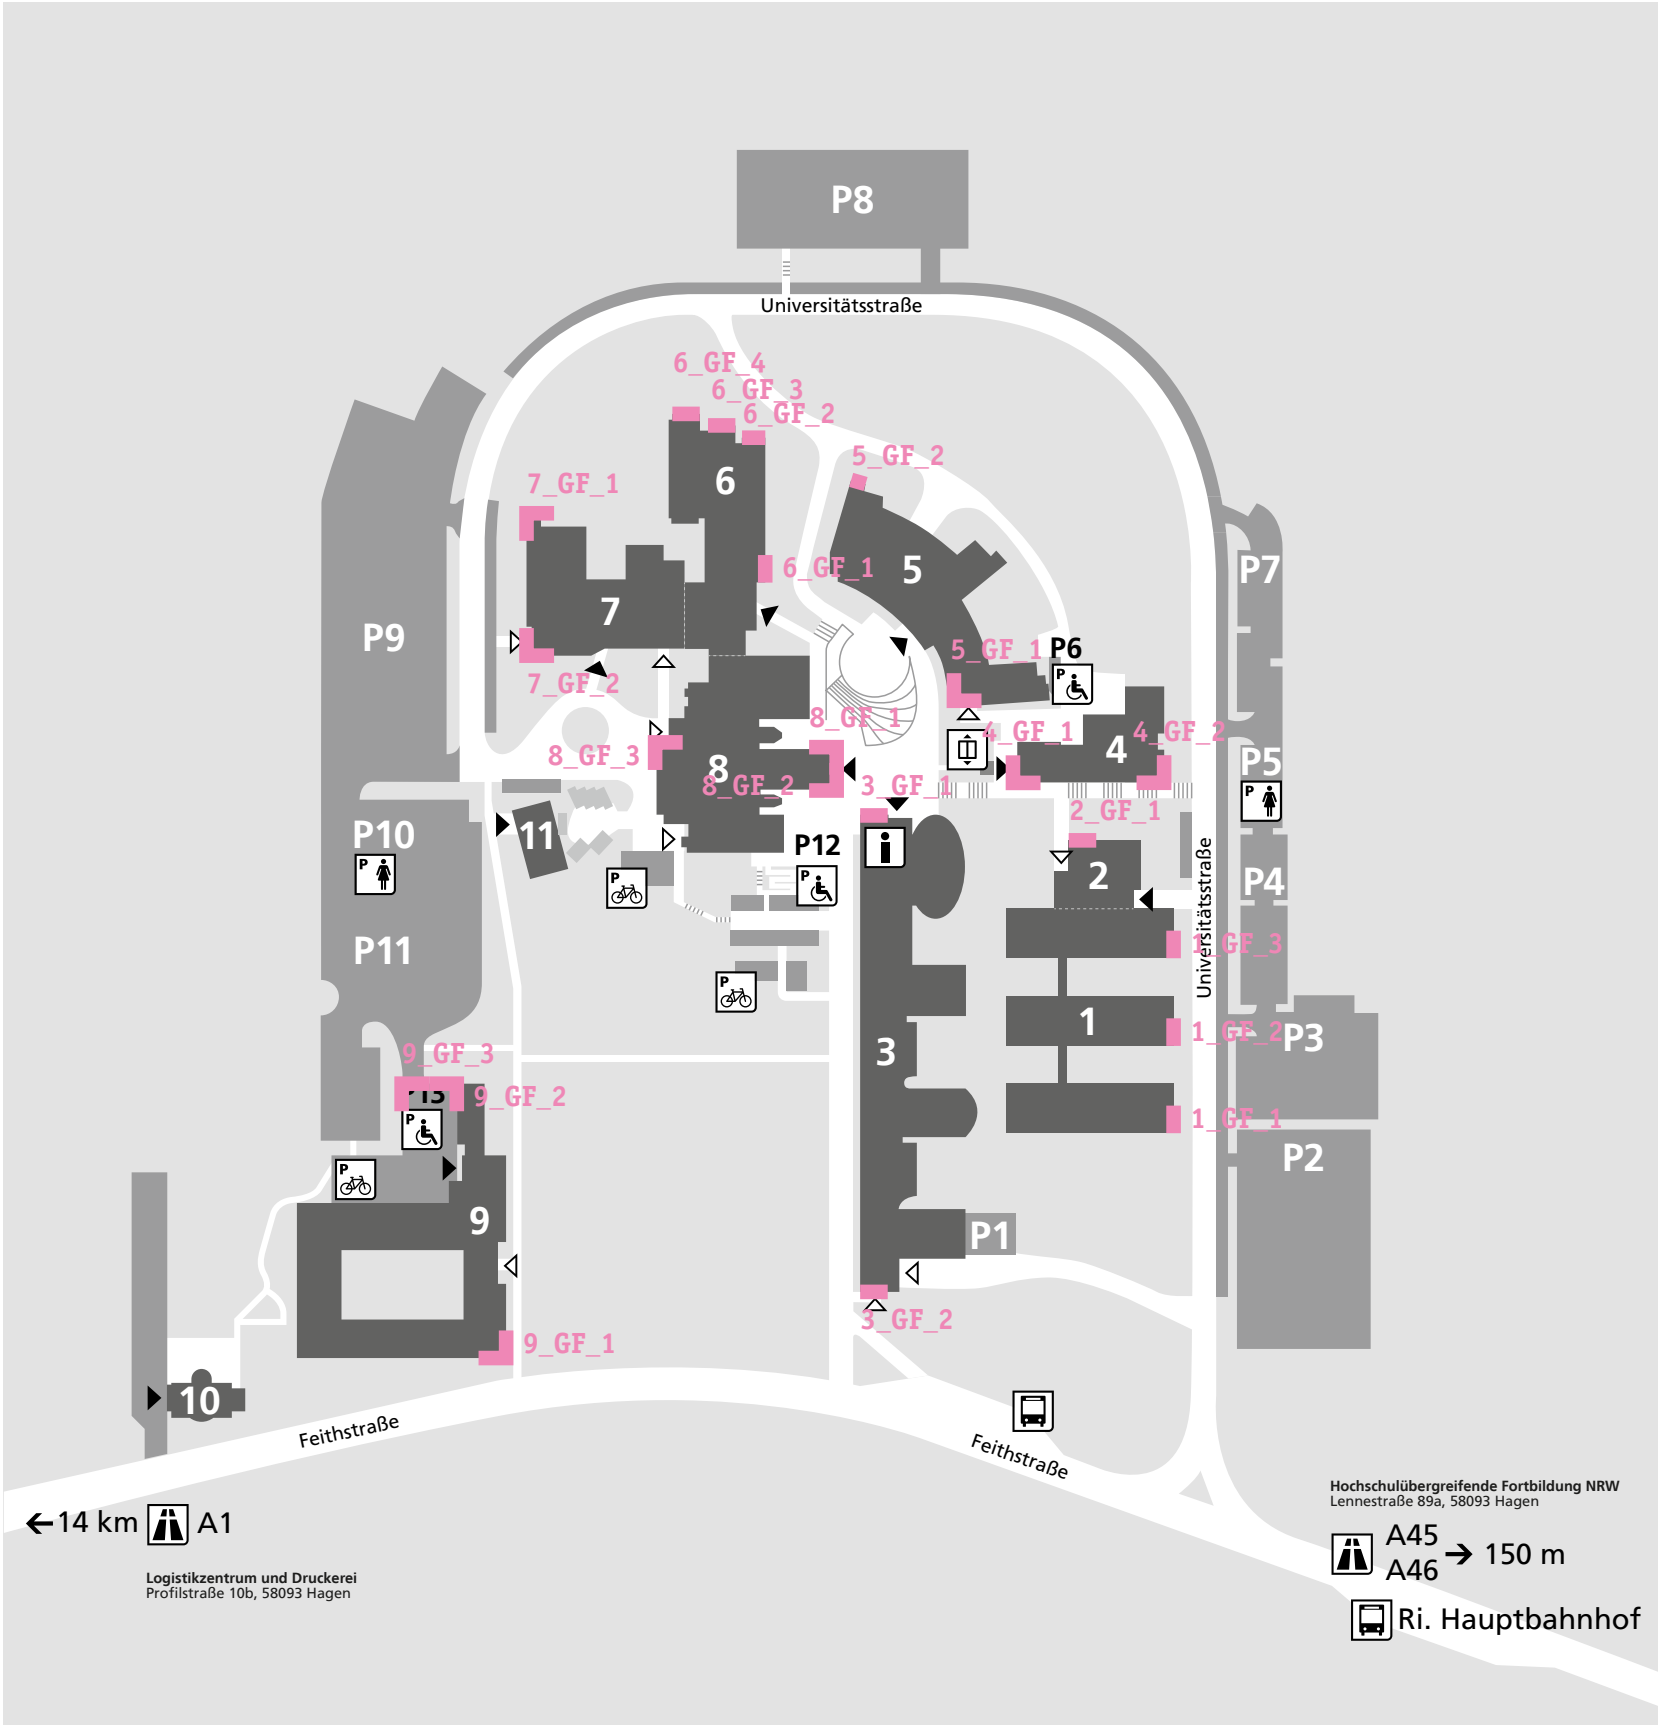 P8
Universitätsstraße
6_GF_4
6_GF_3
6_GF_2
5_GF_2
7_GF_1
6
6_GF_1
5
P7
7
P9
5_GF_1
P6
P
7_GF_2
8_GF_1
4_GF_1
4_GF_2
8_GF_3
8
4
P5
P
8_GF_2
3_GF_1
2_GF_1
P10
P
11
P12
P
P
2
P4
Universitätsstraße
P11
1_GF_3
P
1
1_GF_2
P3
3
9_GF_3
13
P
9_GF_2
1_GF_1
P2
P
9
P1
3_GF_2
9_GF_1
10
Feithstraße
Feithstraße
14 km
A1
Logistikzentrum und Druckerei
Profilstraße 10b, 58093 Hagen
Hochschulübergreifende Fortbildung NRW
Lennestraße 89a, 58093 Hagen
A45
A46
150 m
Ri. Hauptbahnhof